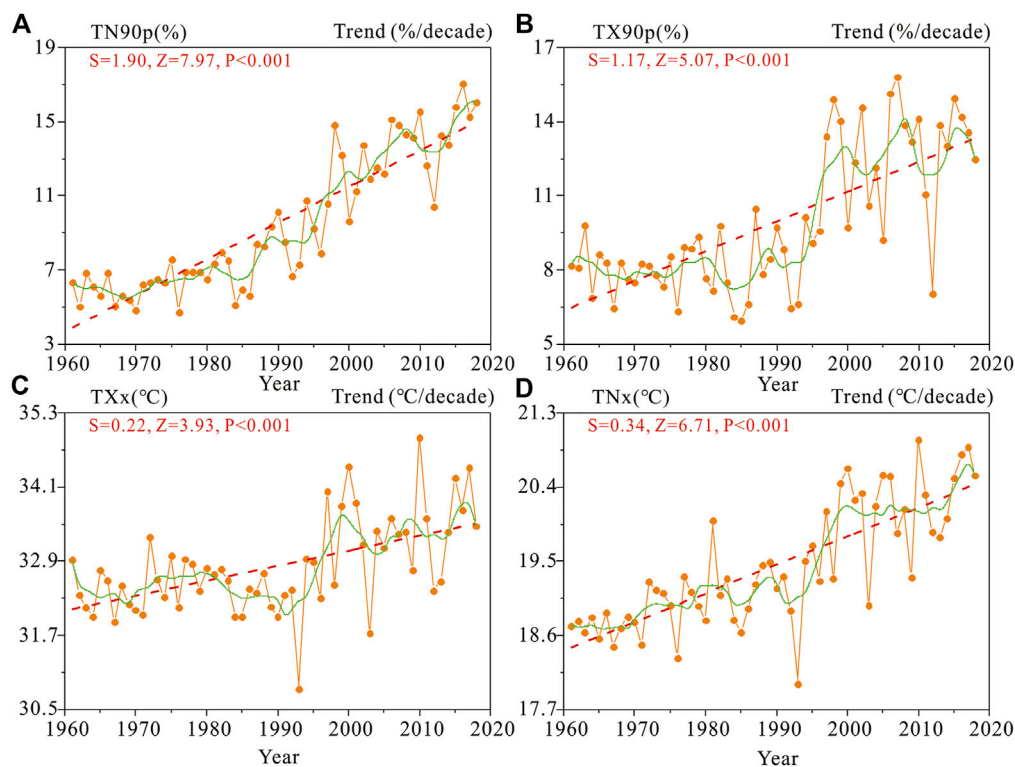 A
TN90p(%) Trend (%/decade)
S=1.90, Z=7.97, P<0.001
19
15
11
7
3
1960 1970 1980 1990 2000 2010 2020
Year
B
TX90p(%) Trend (%/decade)
S=1.17, Z=5.07, P<0.001
17
14
11
8
5
1960 1970 1980 1990 2000 2010 2020
Year
C
TXx(℃) Trend (℃/decade)
S=0.22, Z=3.93, P<0.001
35.3
34.1
32.9
31.7
30.5
1960 1970 1980 1990 2000 2010 2020
Year
D
TNx(℃) Trend (℃/decade)
S=0.34, Z=6.71, P<0.001
21.3
20.4
19.5
18.6
17.7
1960 1970 1980 1990 2000 2010 2020
Year